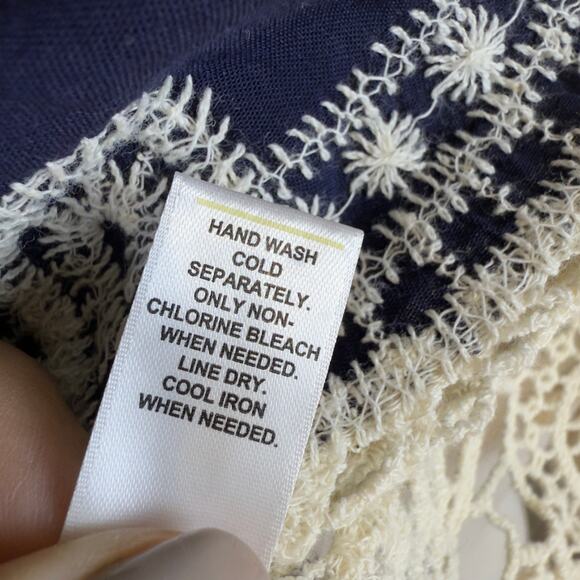 HAND WASH
COLD
SEPARATELY.
ONLY NON-
CHLORINE BLEACH
WHEN NEEDED.
LINE DRY.
COOL IRON
WHEN NEEDED.